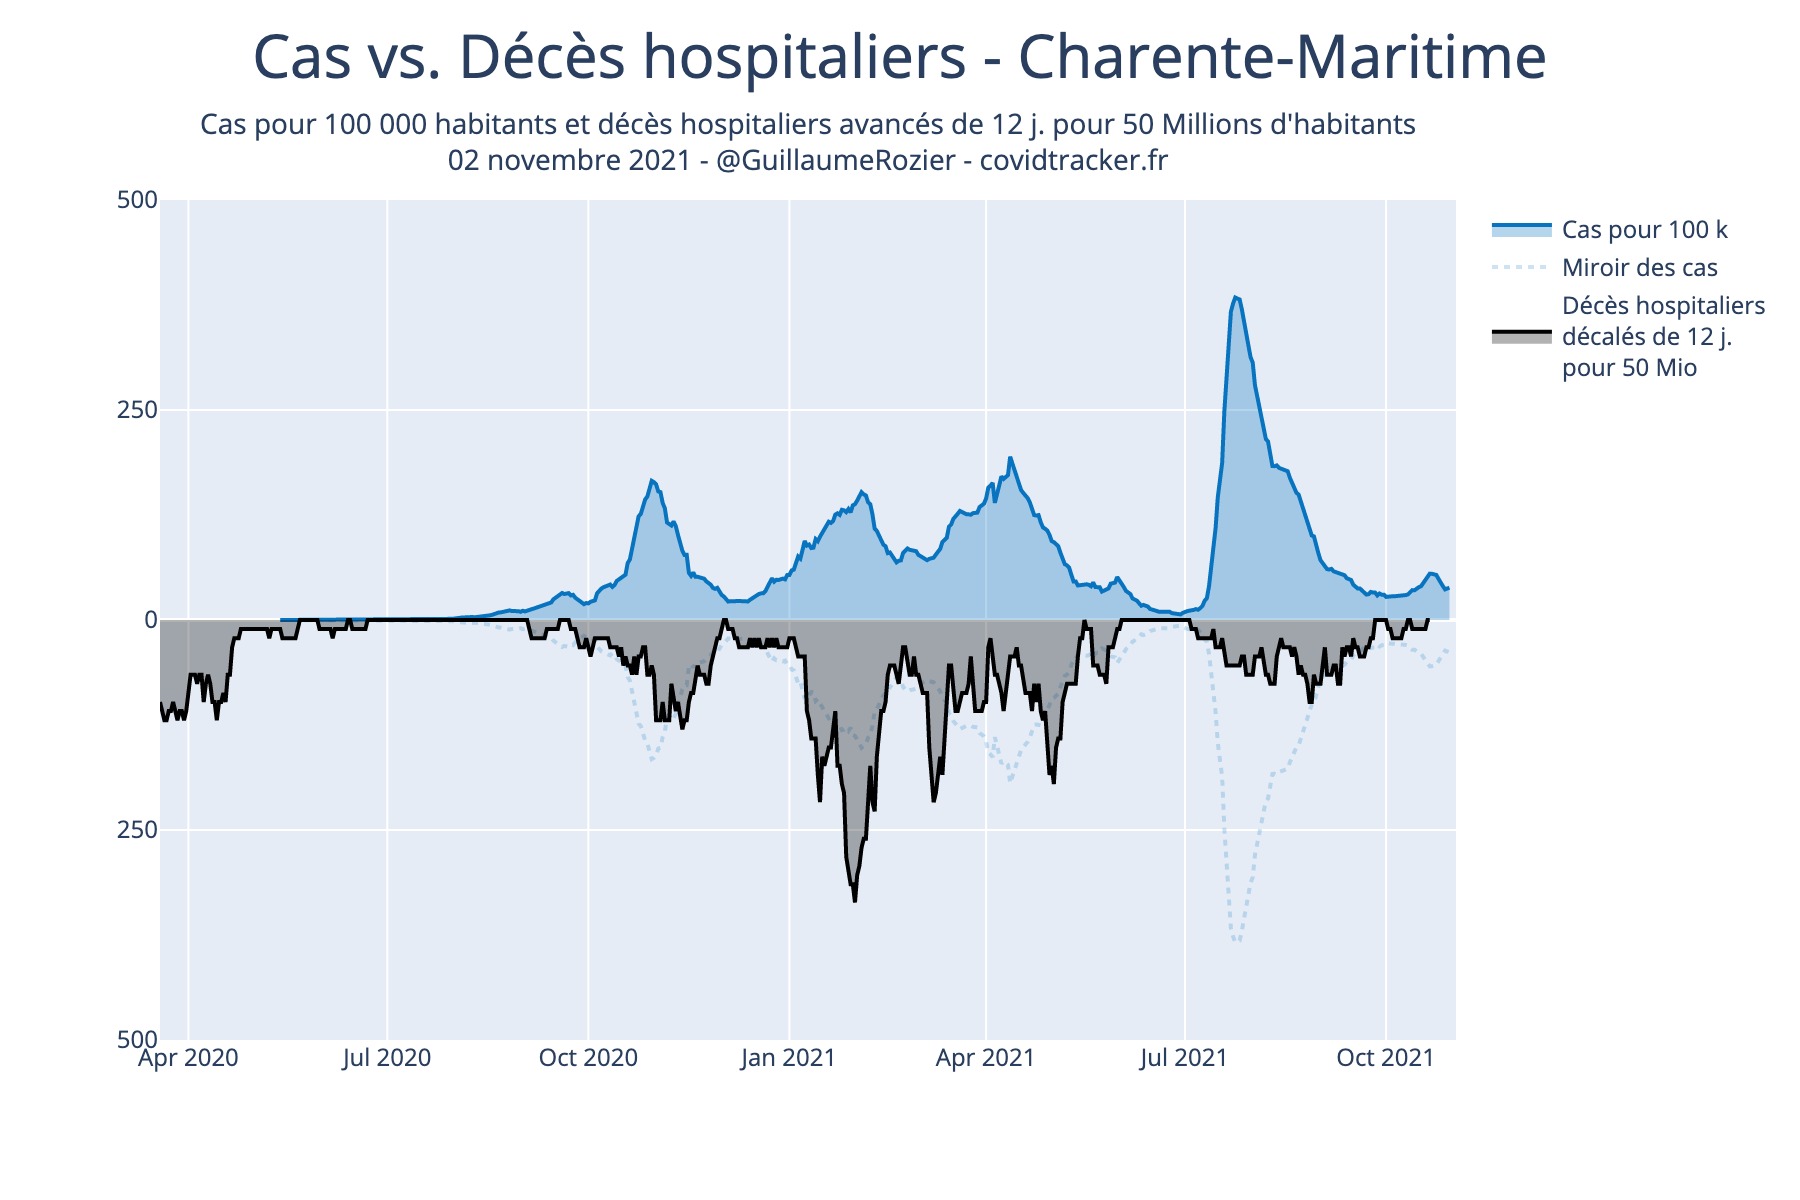 Cas vs. Décès hospitaliers - Charente-Maritime
Cas pour 100 000 habitants et décès hospitaliers avancés de 12 j. pour 50 Millions d'habitants
02 novembre 2021 - @GuillaumeRozier - covidtracker.fr
500
250
0
250
500
Apr 2020
Jul 2020
Oct 2020
Jan 2021
Apr 2021
Jul 2021
Oct 2021
Cas pour 100 k
Miroir des cas
Décès hospitaliers
décalés de 12 j.
pour 50 Mio